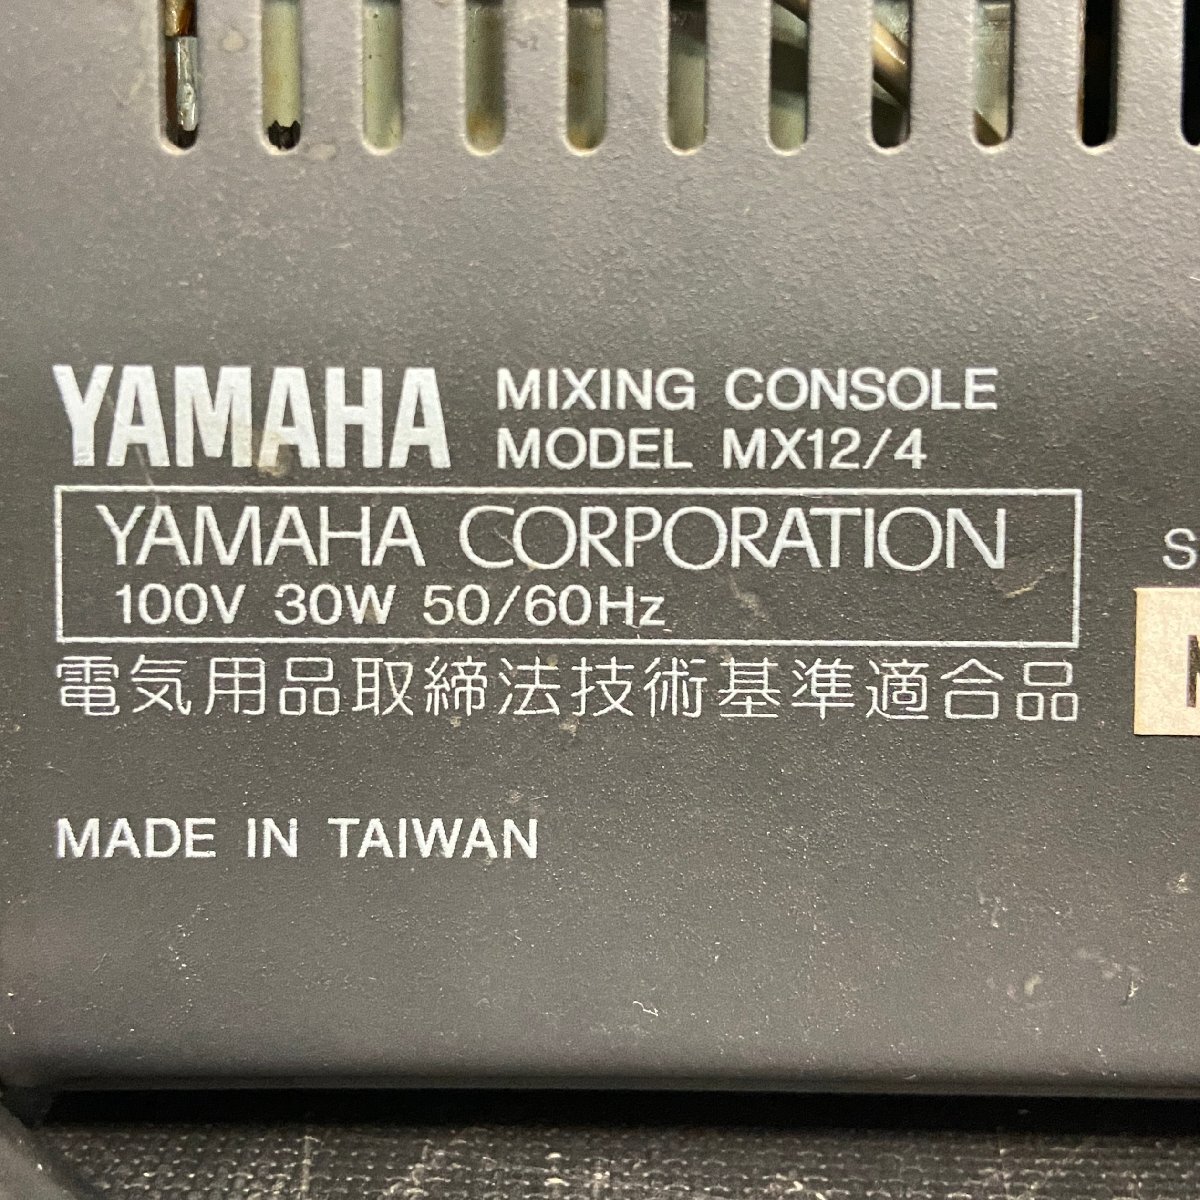 YAMAHA MIXING CONSOLE
MODEL MX12/4
YAMAHA CORPORATION
100V 30W 50/60Hz
電気用品取締法技術基準適合品
MADE IN TAIWAN